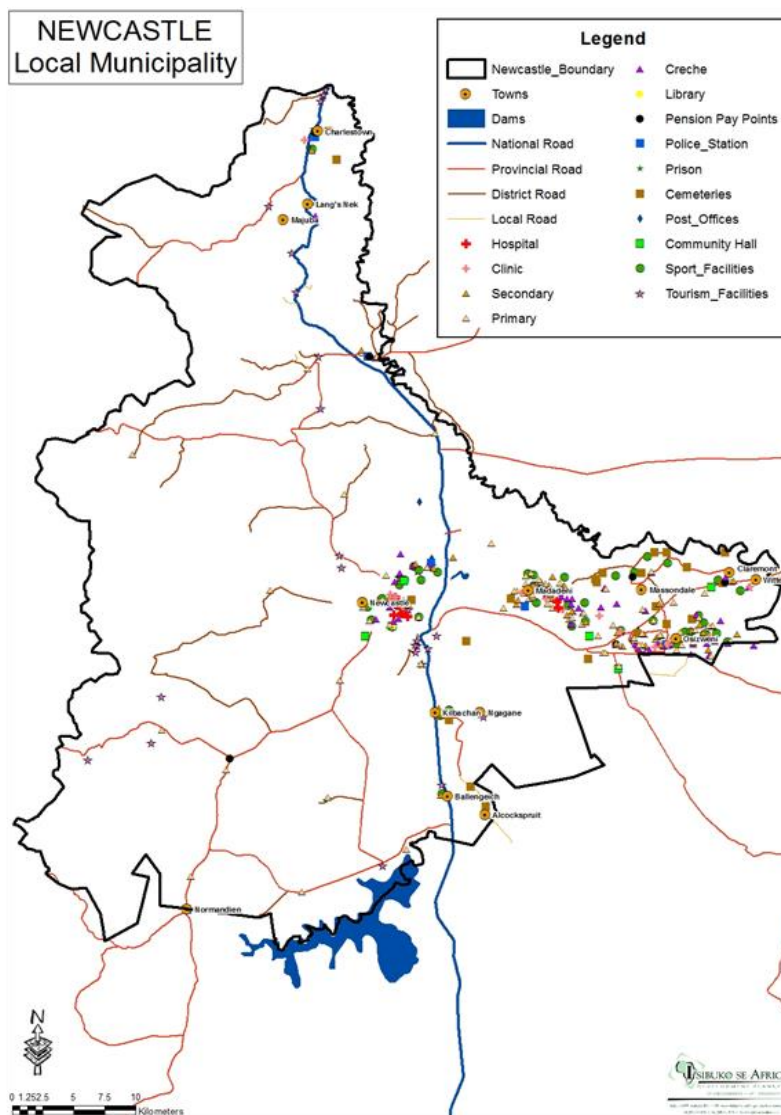 NEWCASTLE
Local Municipality
Legend
Newcastle_Boundary
Towns
Dams
National Road
Provincial Road
District Road
Local Road
Hospital
Clinic
Secondary
Primary
Creche
Library
Pension Pay Points
Police_Station
Prison
Cemeteries
Post_Offices
Community Hall
Sport_Facilities
Tourism_Facilities
Charlestown
Lang's Nek
Majuba
Claremont
Madadeni
Massondale
Newcastle
Osizweni
Ngagane
Ballengeich
Alcockspruit
Normandien
N
0 1.252.5 5 7.5 10
Kilometers